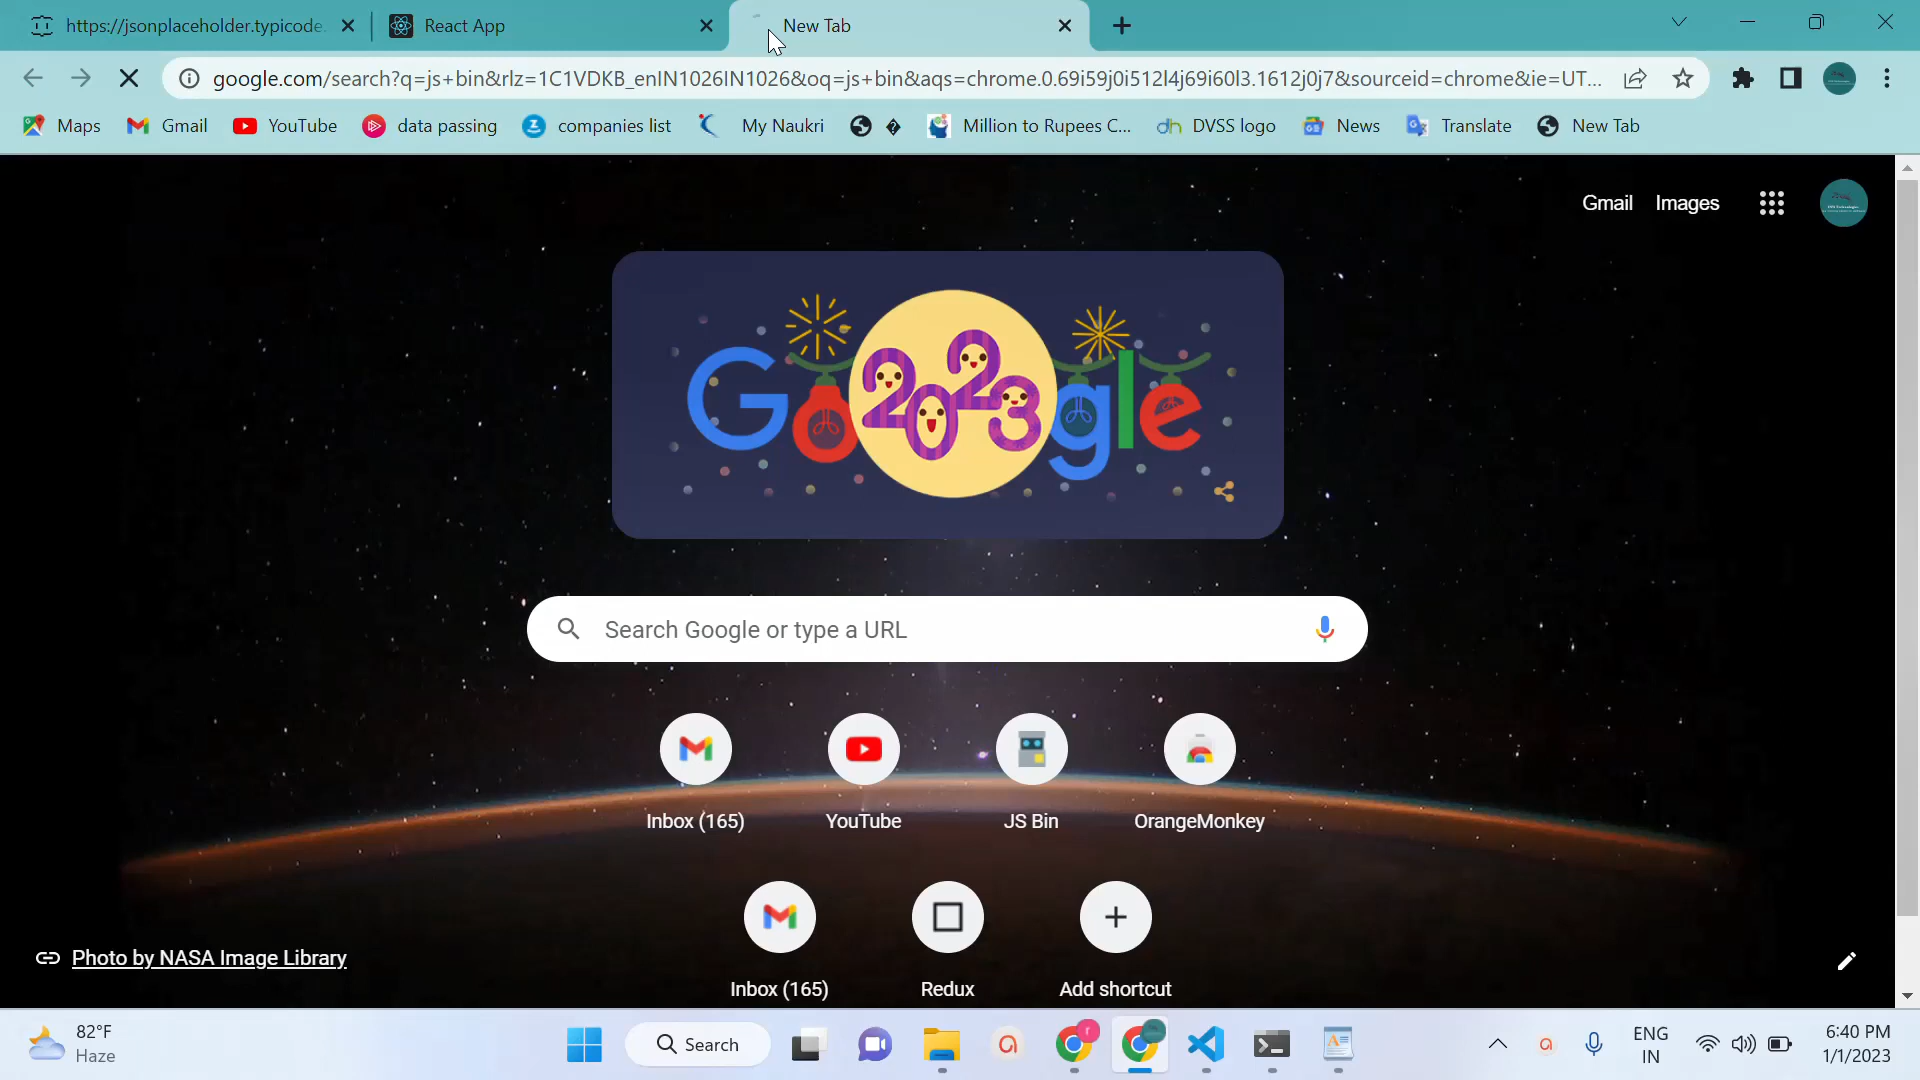 https://jsonplaceholder.typicode.
React App
New Tab
google.com/search?q=js+bin&rlz=1C1VDKB_enIN1026IN1026&oq=js+bin&aqs=chrome.0.69i59j0i512l4j69i60l3.1612j0j7&sourceid=chrome&ie=UT...
Maps
Gmail
YouTube
data passing
companies list
My Naukri
Million to Rupees C...
DVSS logo
News
Translate
New Tab
Gmail
Images
Google
2023
Search Google or type a URL
Inbox (165)
YouTube
JS Bin
OrangeMonkey
Inbox (165)
Redux
Add shortcut
Photo by NASA Image Library
82°F
Haze
Search
ENG
IN
6:40 PM
1/1/2023